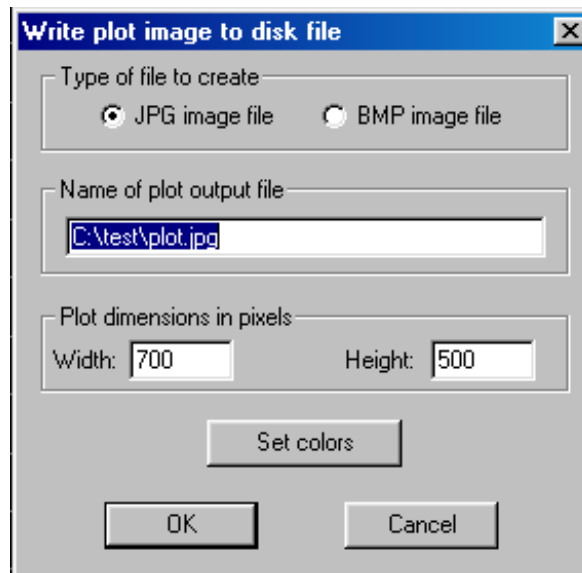 Write plot image to disk file
Type of file to create
JPG image file BMP image file
Name of plot output file
C:\test\plot.jpg
Plot dimensions in pixels
Width: 700 Height: 500
Set colors
OK Cancel